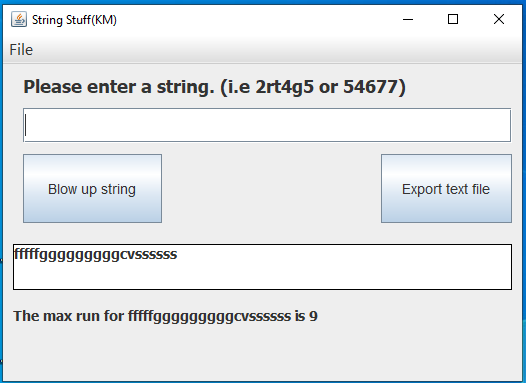 String Stuff(KM)
File
Please enter a string. (i.e 2rt4g5 or 54677)
Blow up string
Export text file
fffffgggggggggcvssssss
The max run for fffffgggggggggcvssssss is 9